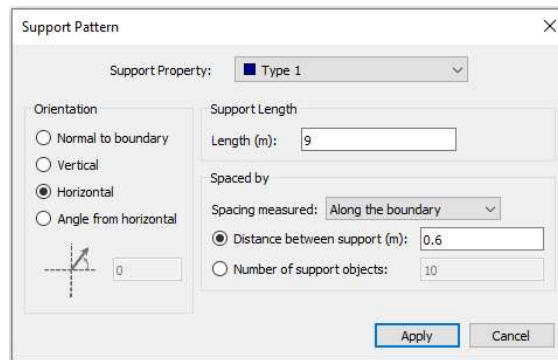 Support Pattern
Support Property: Type 1
Orientation
Normal to boundary
Vertical
Horizontal
Angle from horizontal
0
Support Length
Length (m): 9
Spaced by
Spacing measured: Along the boundary
Distance between support (m): 0.6
Number of support objects: 10
Apply Cancel